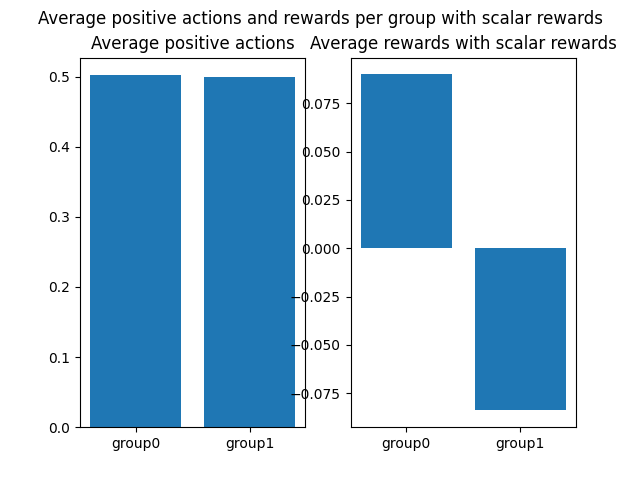 Average positive actions and rewards per group with scalar rewards
Average positive actions
0.5
0.4
0.3
0.2
0.1
0.0
group0
group1
Average rewards with scalar rewards
0.075
0.050
0.025
0.000
−0.025
−0.050
−0.075
group0
group1